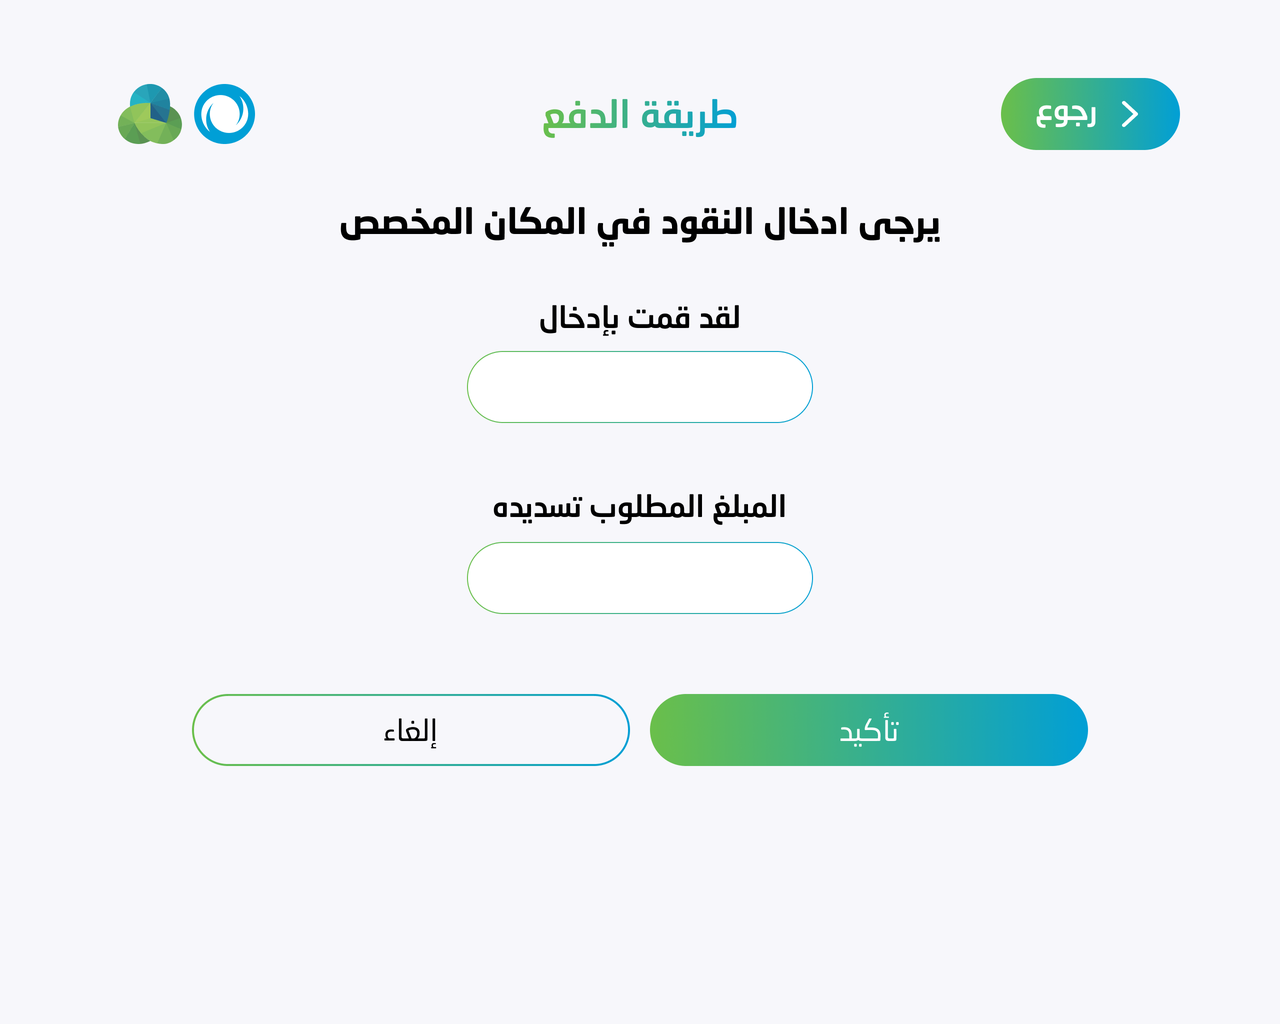 رجوع
طريقة الدفع
يرجى ادخال النقود في المكان المخصص
لقد قمت بإدخال
المبلغ المطلوب تسديده
تأكيد
إلغاء